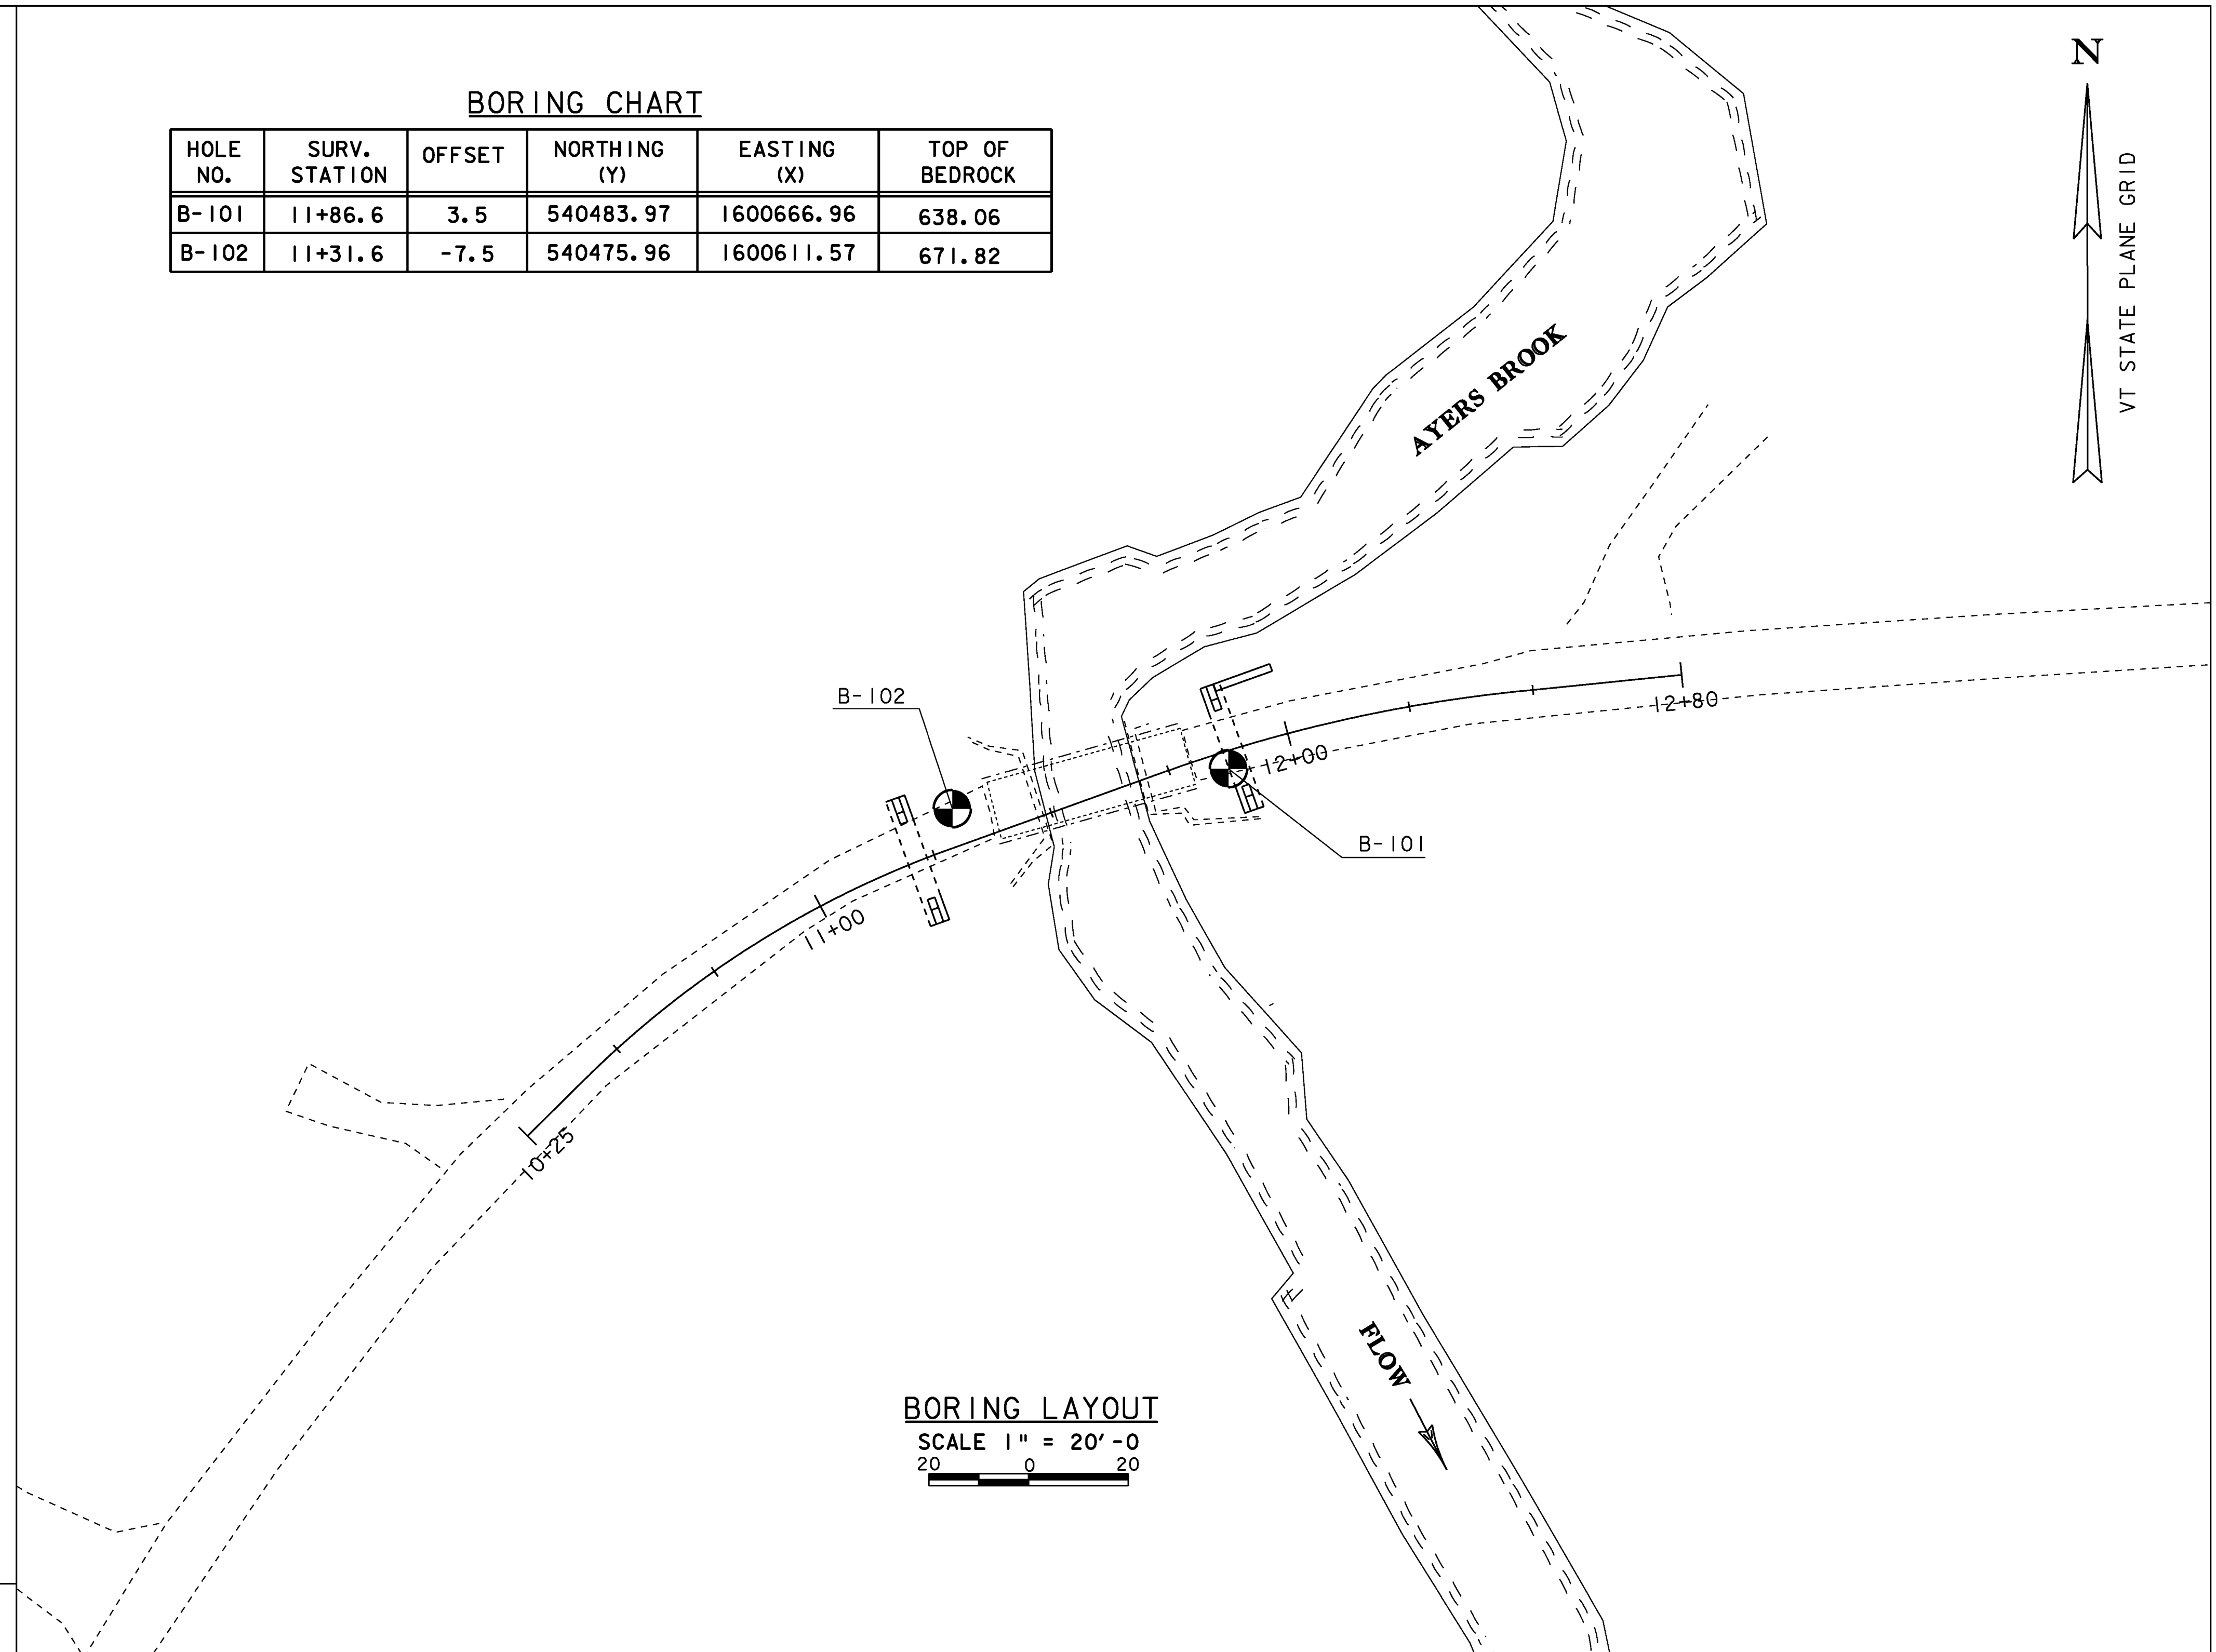 BORING CHART
HOLE NO. SURV. STATION OFFSET NORTHING (Y) EASTING (X) TOP OF BEDROCK
B-101 11+86.6 3.5 540483.97 1600666.96 638.06
B-102 11+31.6 -7.5 540475.96 1600611.57 671.82
N
VT STATE PLANE GRID
AYERS BROOK
B-102
12+80
12+00
B-101
11+00
10+25
FLOW
BORING LAYOUT
SCALE 1" = 20'-0
20 0 20